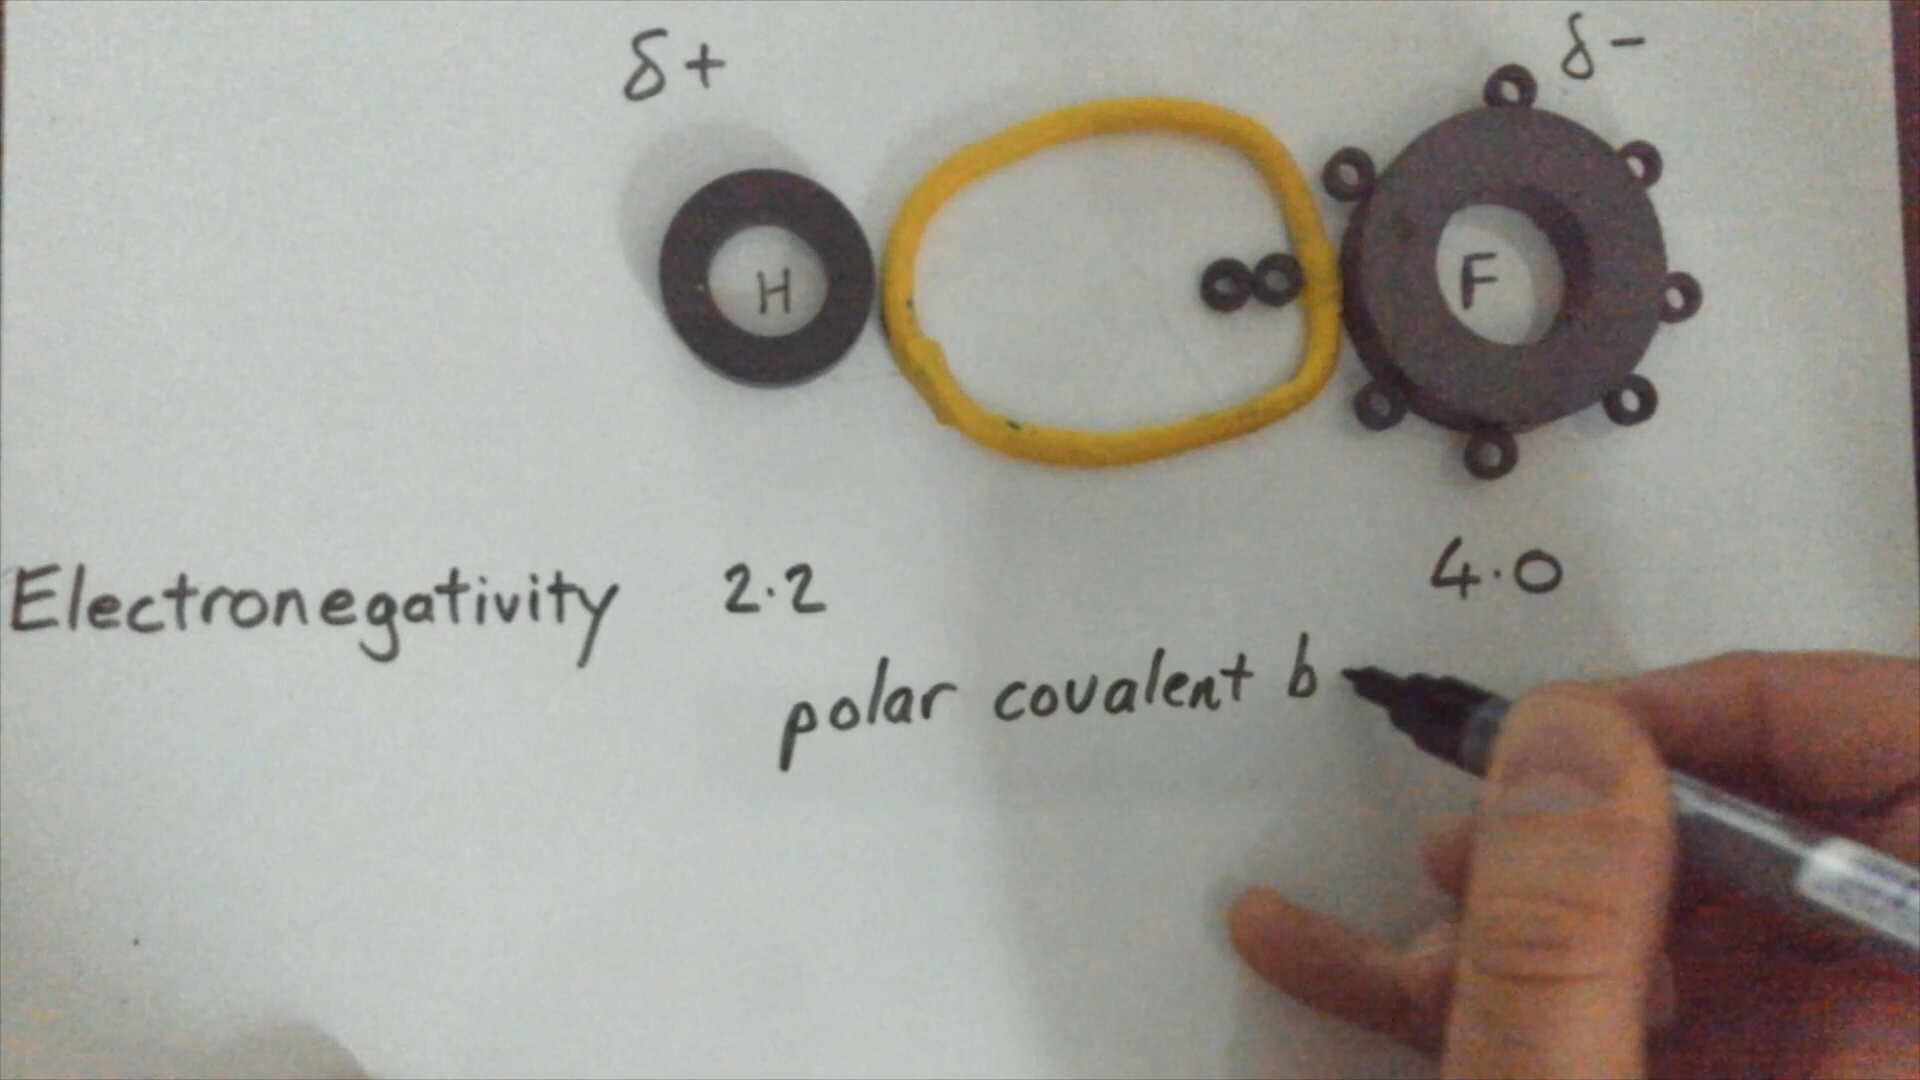 δ+ δ-
H F
Electronegativity 2.2 4.0
polar covalent b